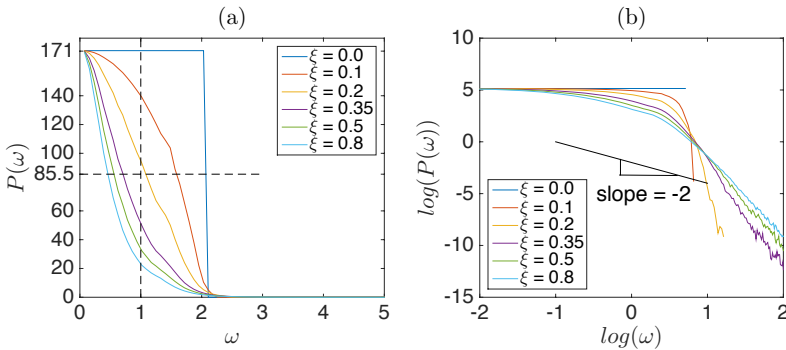 (a)
171
140
120
100
85.5
60
40
20
0
P(ω)
0 1 2 3 4 5
ω
ξ = 0.0
ξ = 0.1
ξ = 0.2
ξ = 0.35
ξ = 0.5
ξ = 0.8
(b)
10
5
0
-5
-10
-15
log(P(ω))
-2 -1 0 1 2
log(ω)
slope = -2
ξ = 0.0
ξ = 0.1
ξ = 0.2
ξ = 0.35
ξ = 0.5
ξ = 0.8